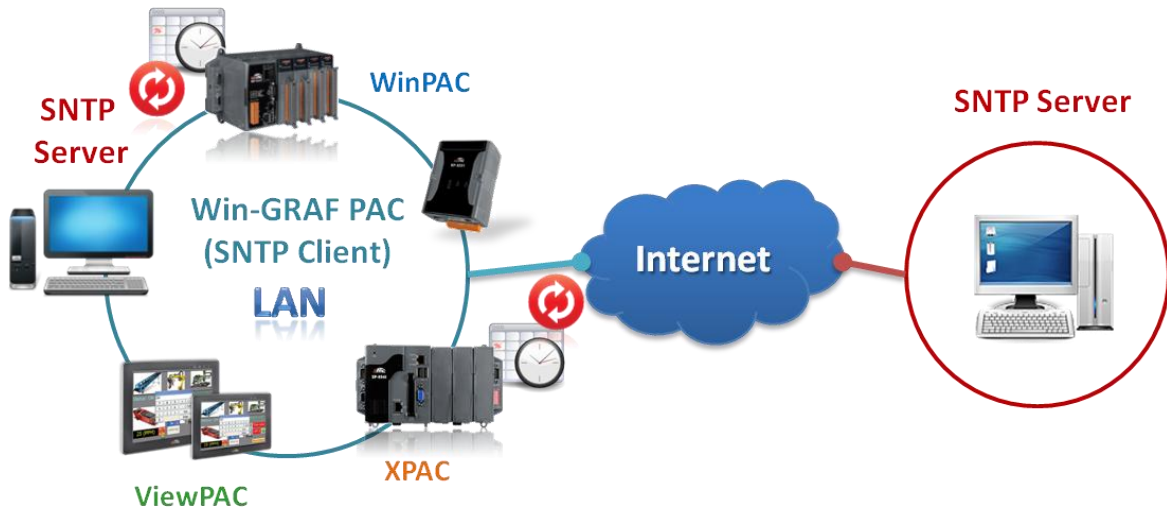 WinPAC
SNTP
Server
SNTP Server
Win-GRAF PAC
(SNTP Client)
LAN
Internet
XPAC
ViewPAC